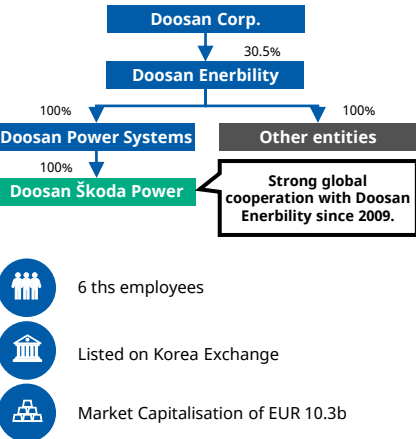 Doosan Corp.
30.5%
Doosan Enerbility
100%
100%
Doosan Power Systems
Other entities
100%
Doosan Škoda Power
Strong global
cooperation with Doosan
Enerbility since 2009.
6 ths employees
Listed on Korea Exchange
Market Capitalisation of EUR 10.3b